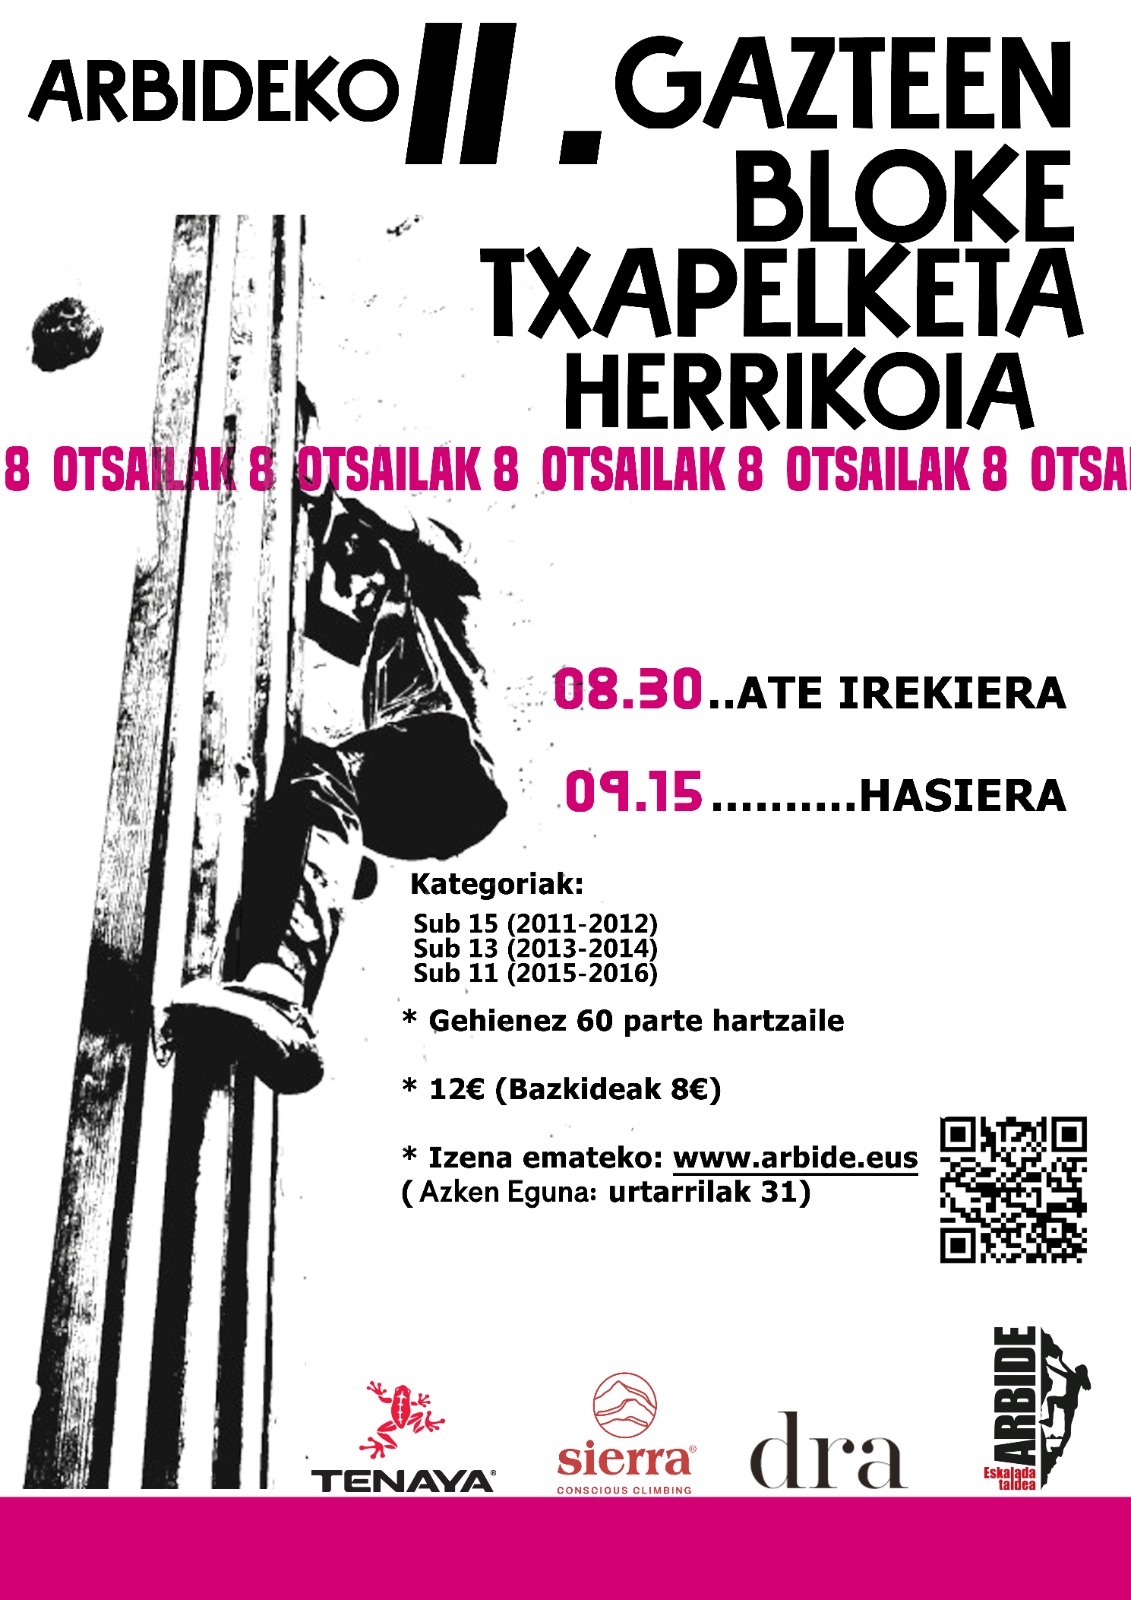 ARBIDEKO II. GAZTEEN
BLOKE
TXAPELKETA
HERRIKOIA
8 OTSAILAK 8 OTSAILAK 8 OTSAILAK 8 OTSAILAK 8 OTSAI
08.30..ATE IREKIERA
09.15..........HASIERA
Kategoriak:
Sub 15 (2011-2012)
Sub 13 (2013-2014)
Sub 11 (2015-2016)
* Gehienez 60 parte hartzaile
* 12€ (Bazkideak 8€)
* Izena emateko: www.arbide.eus
( Azken Eguna: urtarrilak 31)
TENAYA®
sierra®
CONSCIOUS CLIMBING
dra
ARBIDE
Eskalada
taldea